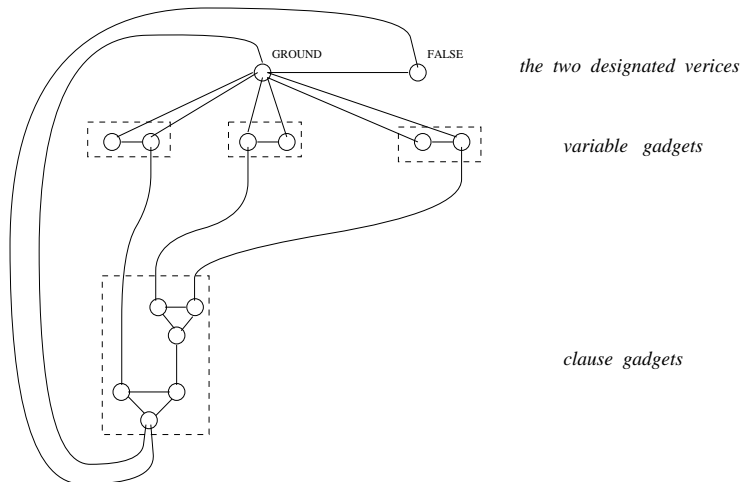 GROUND
FALSE
the two designated verices
variable gadgets
clause gadgets